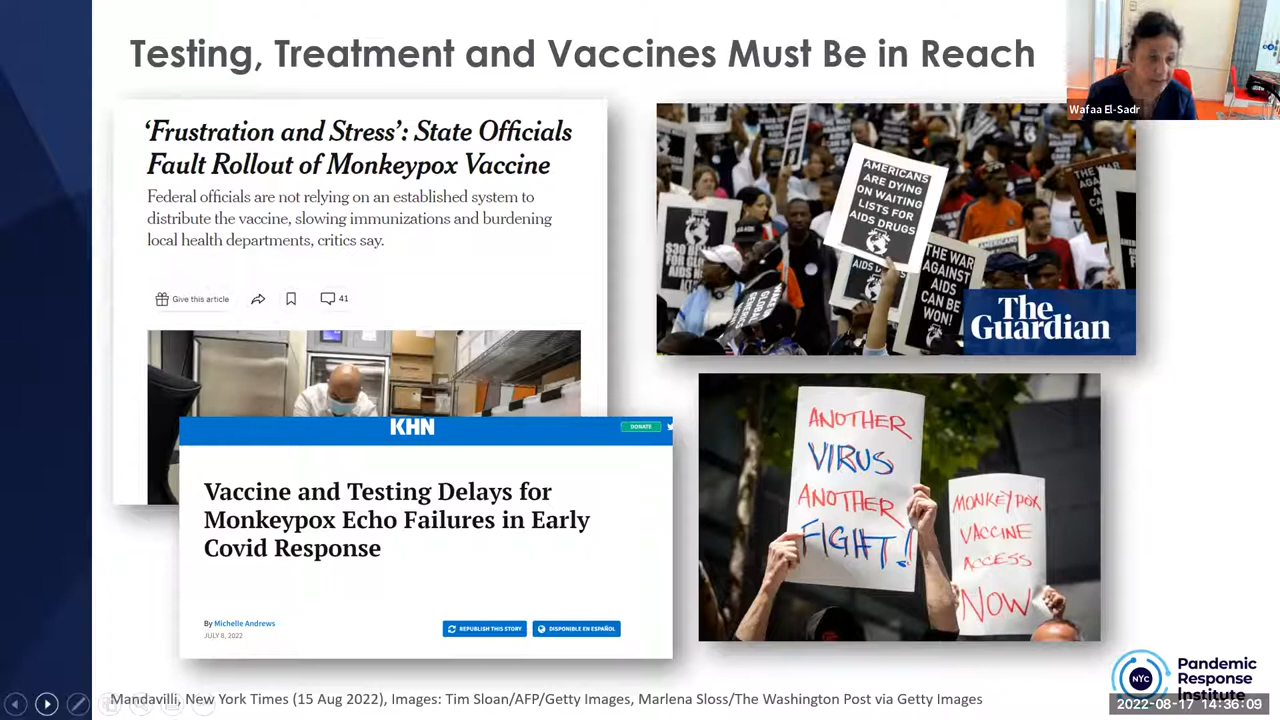 Testing, Treatment and Vaccines Must Be in Reach
Wafaa El-Sadr
‘Frustration and Stress’: State Officials
Fault Rollout of Monkeypox Vaccine
Federal officials are not relying on an established system to
distribute the vaccine, slowing immunizations and burdening
local health departments, critics say.
Give this article
41
KHN
DONATE
Vaccine and Testing Delays for
Monkeypox Echo Failures in Early
Covid Response
By Michelle Andrews
JULY 8, 2022
REPUBLISH THIS STORY
DISPONIBLE EN ESPAÑOL
AMERICANS
ARE DYING
ON WAITING
LISTS FOR
AIDS DRUGS
THE WAR
AGAINST
AIDS
CAN BE
WON!
The
Guardian
ANOTHER
VIRUS
ANOTHER
FIGHT!
MONKEYPOX
VACCINE
ACCESS
NOW
Mandavilli, New York Times (15 Aug 2022), Images: Tim Sloan/AFP/Getty Images, Marlena Sloss/The Washington Post via Getty Images
NYC
Pandemic
Response
Institute
2022-08-17 14:36:09